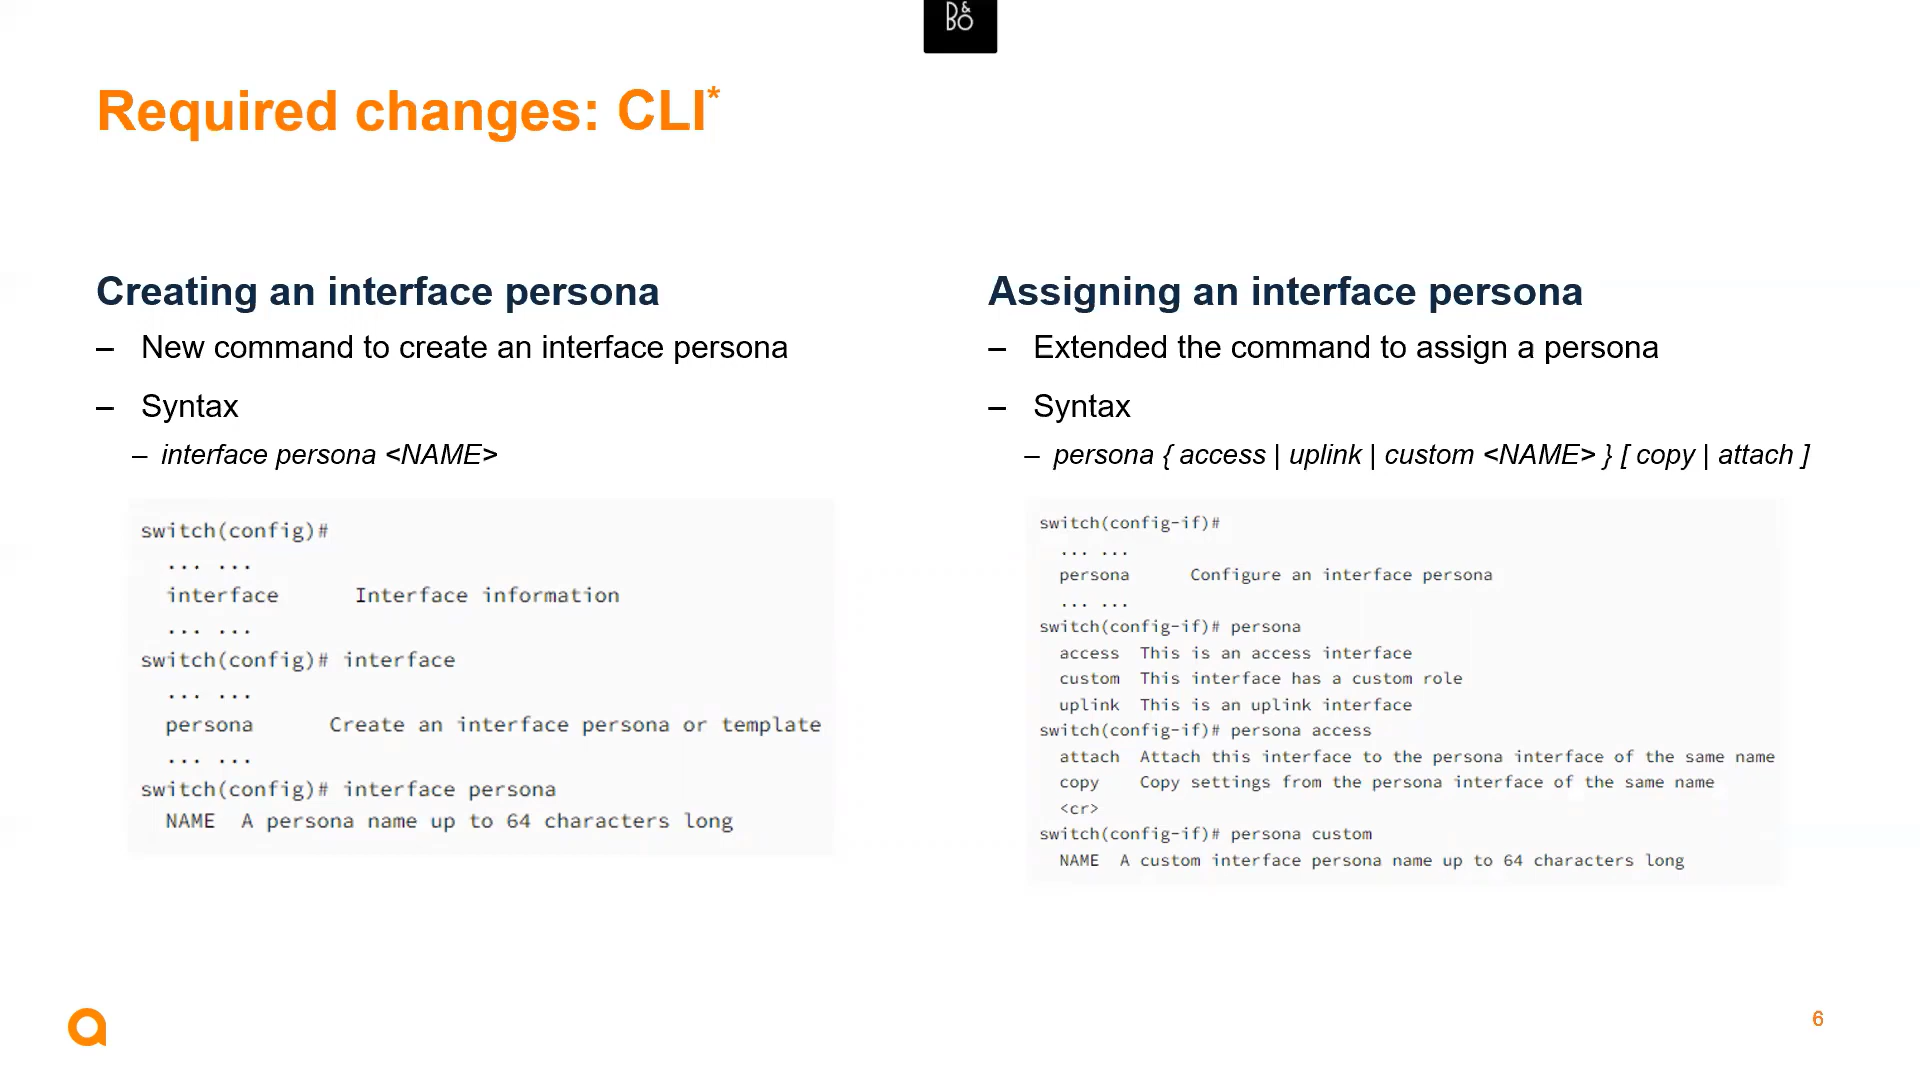 B&
BO
Required changes: CLI*
Creating an interface persona
– New command to create an interface persona
– Syntax
– interface persona <NAME>
switch(config)#
... ...
interface Interface information
... ...
switch(config)# interface
... ...
persona Create an interface persona or template
... ...
switch(config)# interface persona
NAME A persona name up to 64 characters long
Assigning an interface persona
– Extended the command to assign a persona
– Syntax
– persona { access | uplink | custom <NAME> } [ copy | attach ]
switch(config-if)#
... ...
persona Configure an interface persona
... ...
switch(config-if)# persona
access This is an access interface
custom This interface has a custom role
uplink This is an uplink interface
switch(config-if)# persona access
attach Attach this interface to the persona interface of the same name
copy Copy settings from the persona interface of the same name
<cr>
switch(config-if)# persona custom
NAME A custom interface persona name up to 64 characters long
6